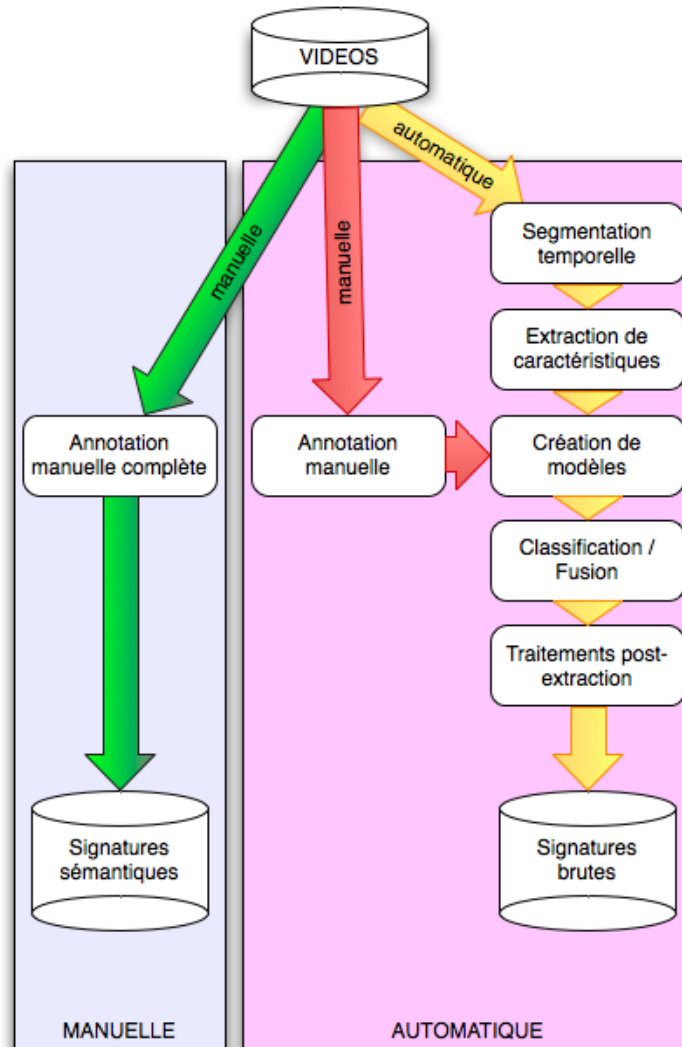 VIDEOS
manuelle
manuelle
automatique
Segmentation
temporelle
Extraction de
caractéristiques
Annotation
manuelle complète
Annotation
manuelle
Création de
modèles
Classification /
Fusion
Traitements post-
extraction
Signatures
sémantiques
Signatures
brutes
MANUELLE
AUTOMATIQUE